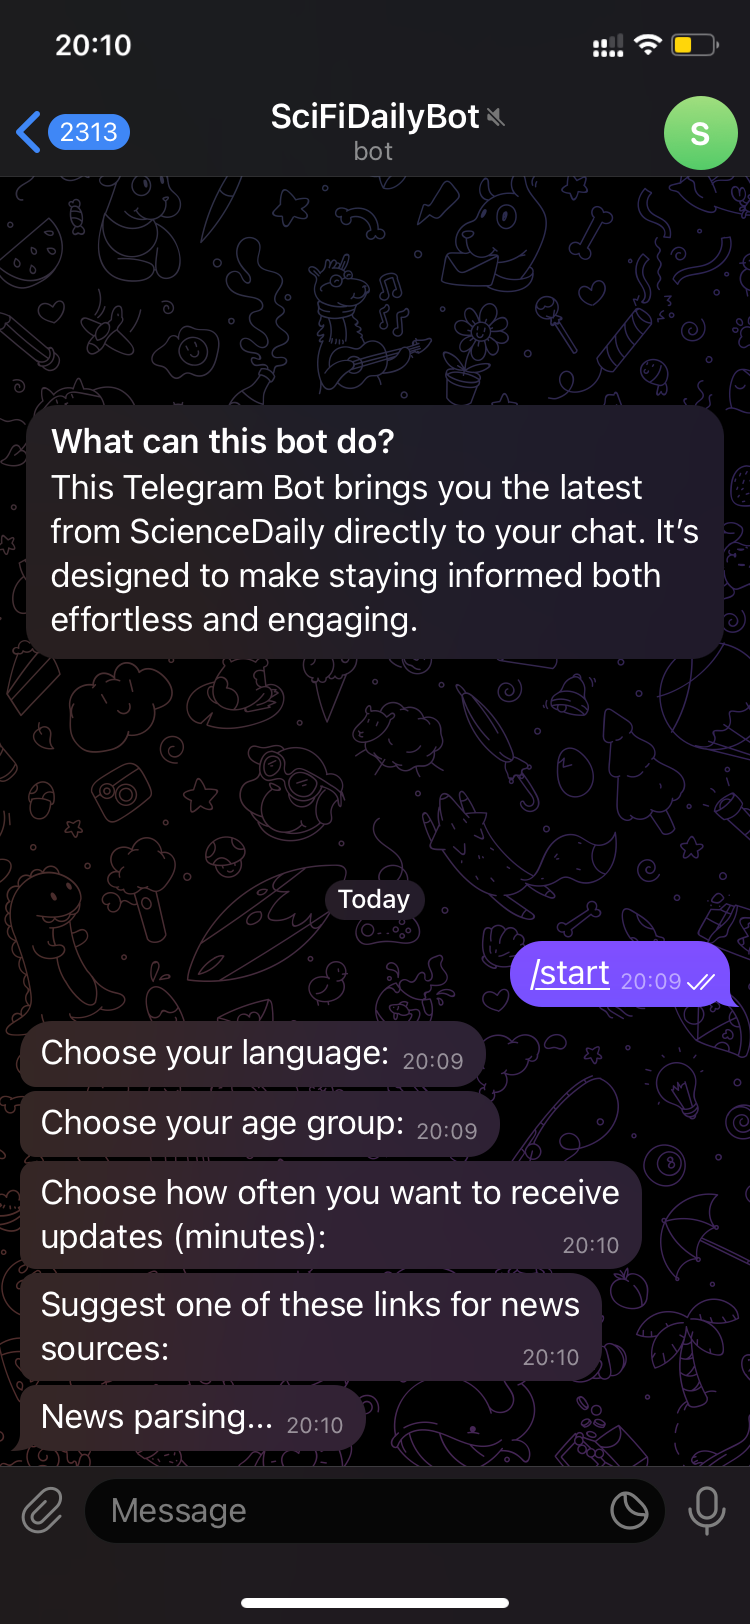 20:10
2313
SciFiDailyBot
bot
S
What can this bot do?
This Telegram Bot brings you the latest
from ScienceDaily directly to your chat. It’s
designed to make staying informed both
effortless and engaging.
Today
/start 20:09
Choose your language: 20:09
Choose your age group: 20:09
Choose how often you want to receive
updates (minutes): 20:10
Suggest one of these links for news
sources: 20:10
News parsing... 20:10
Message